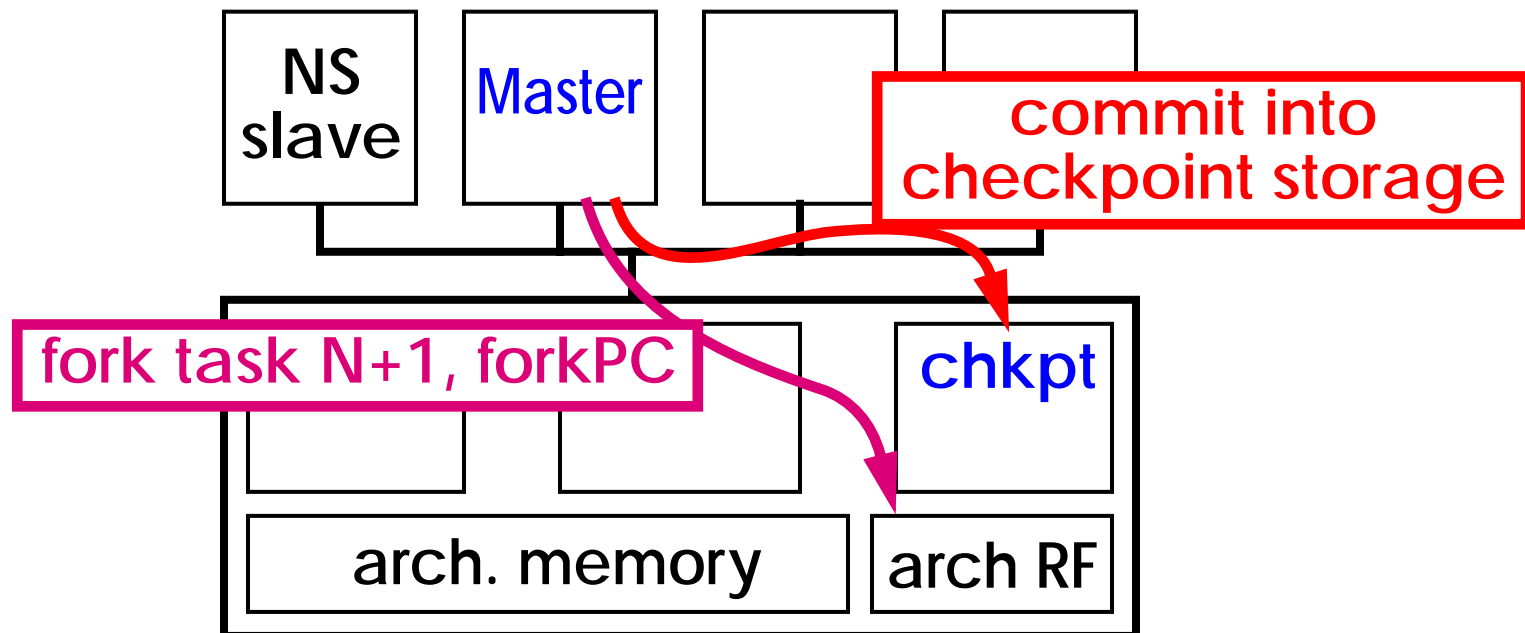 NS
slave
Master
commit into
checkpoint storage
fork task N+1, forkPC
chkpt
arch. memory
arch RF